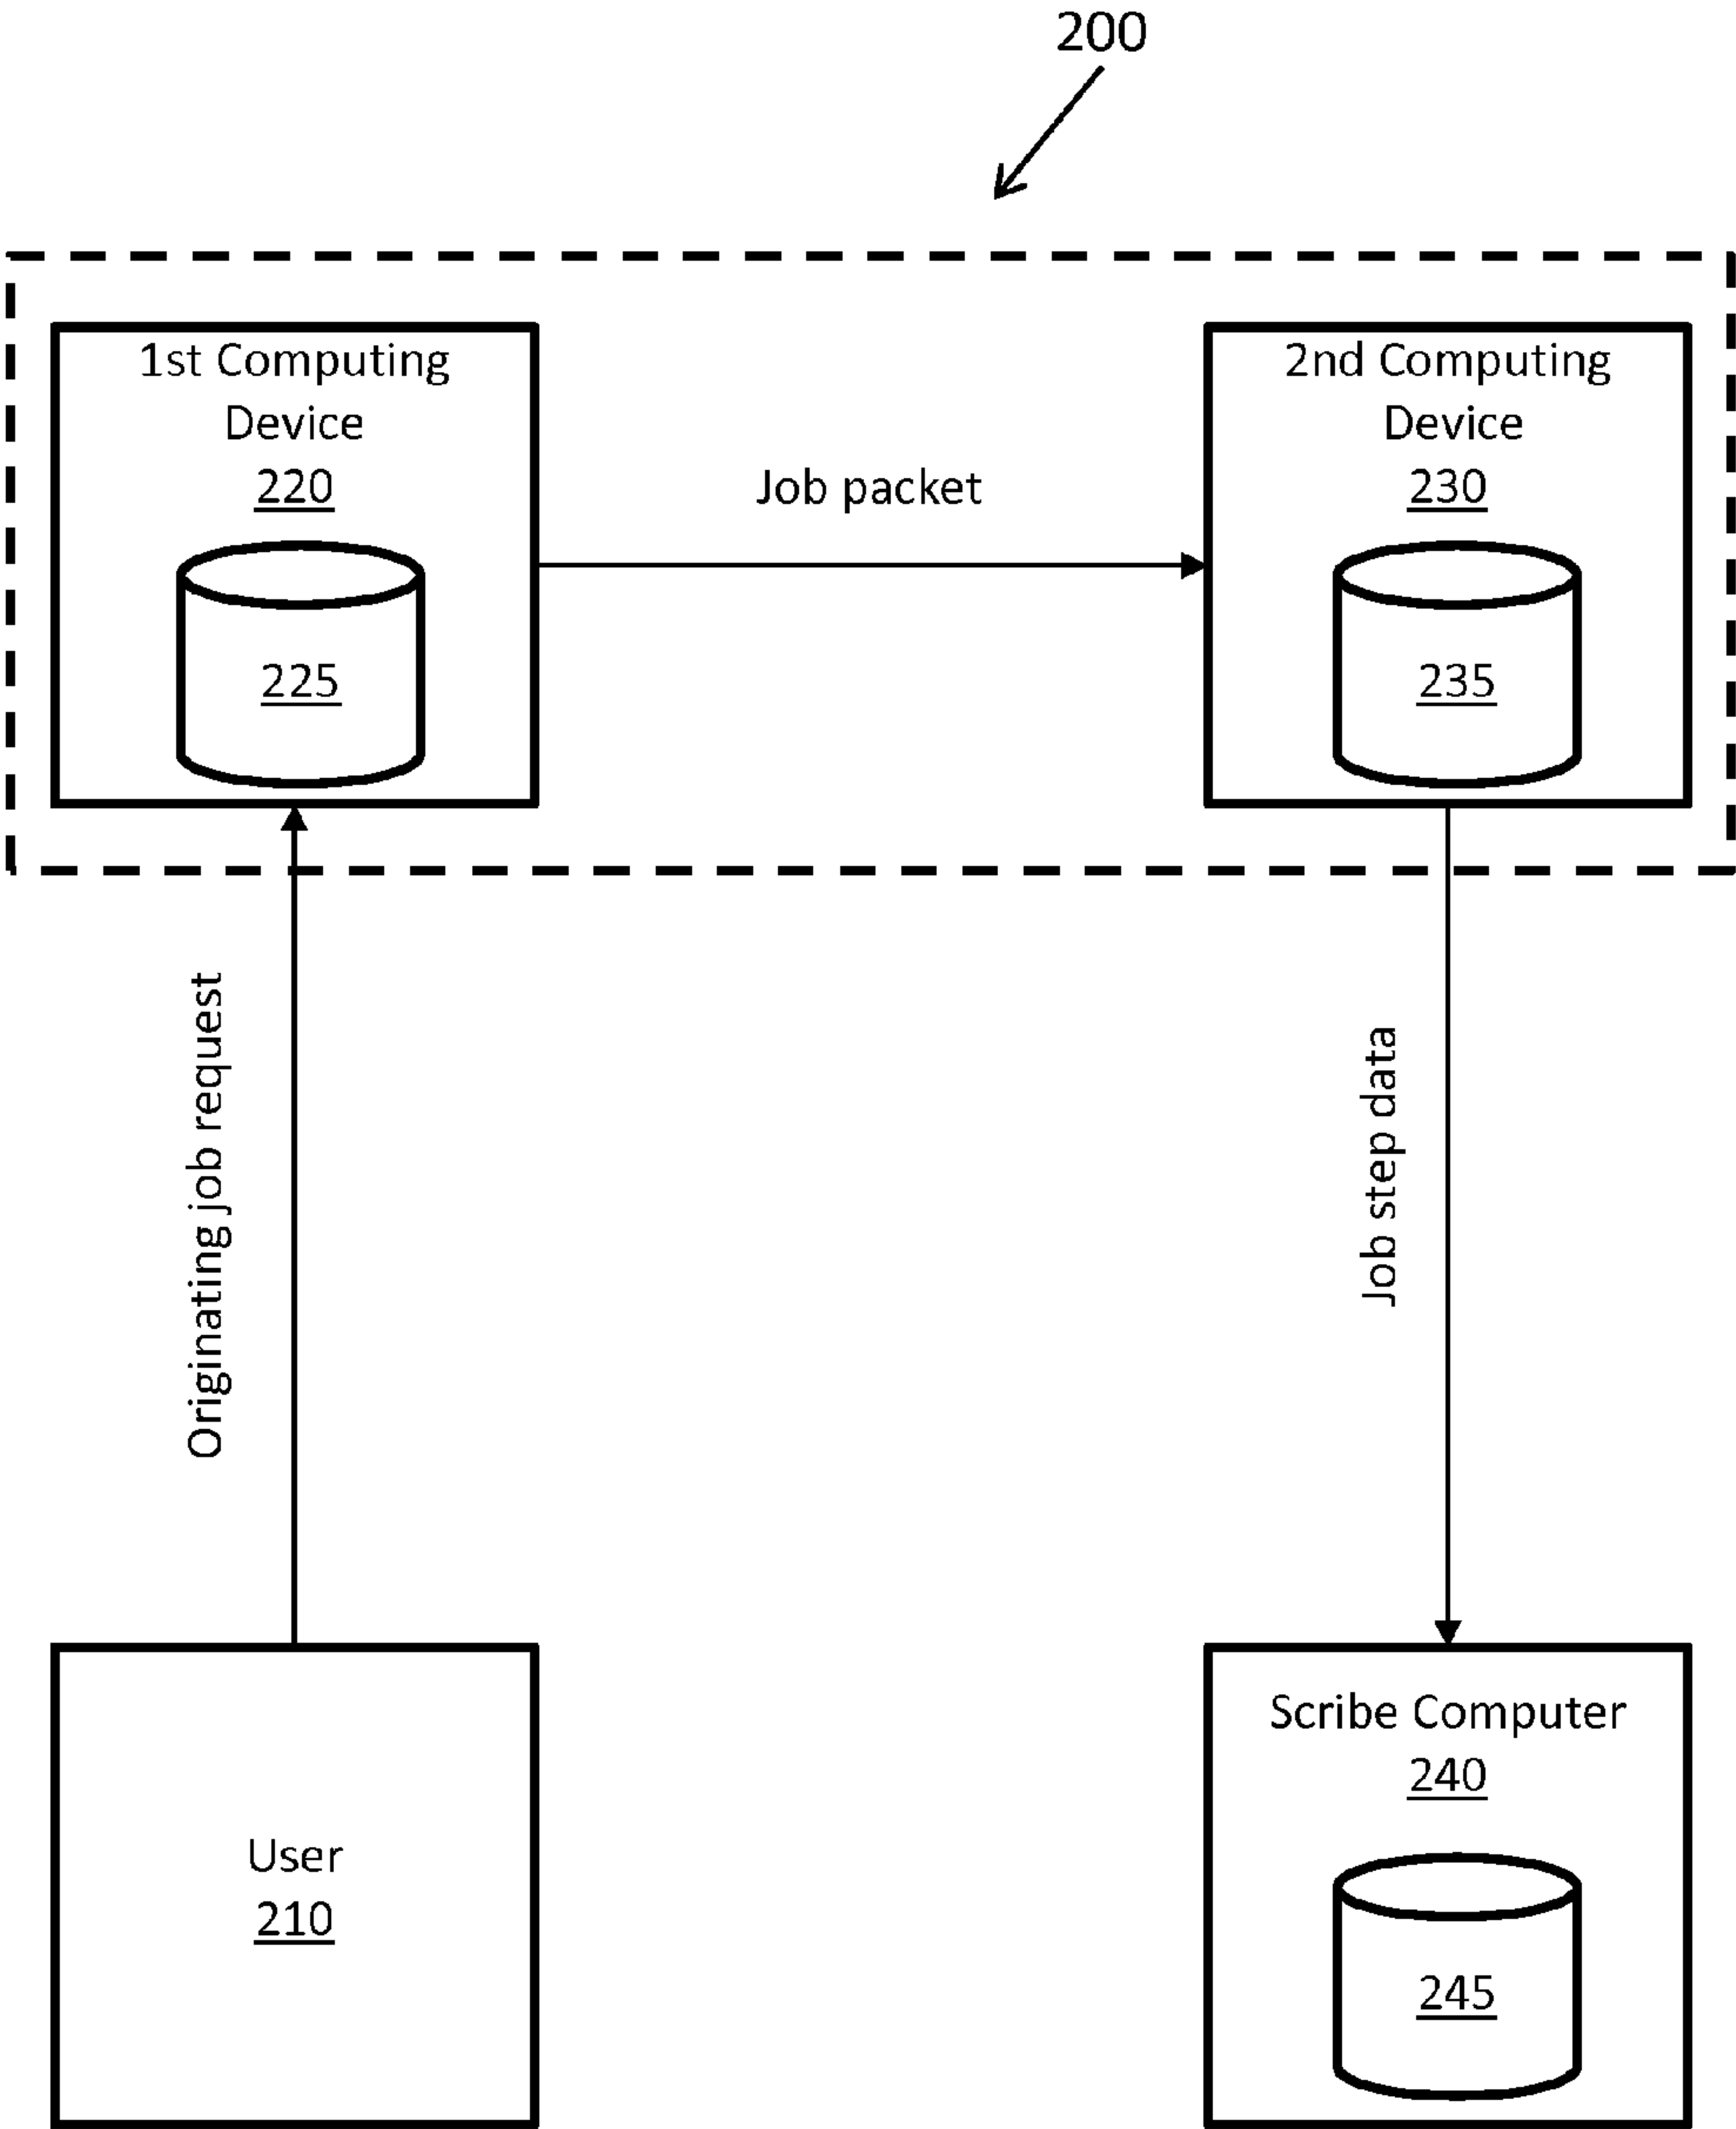 200
1st Computing
Device
220
225
Job packet
2nd Computing
Device
230
235
Originating job request
Job step data
User
210
Scribe Computer
240
245